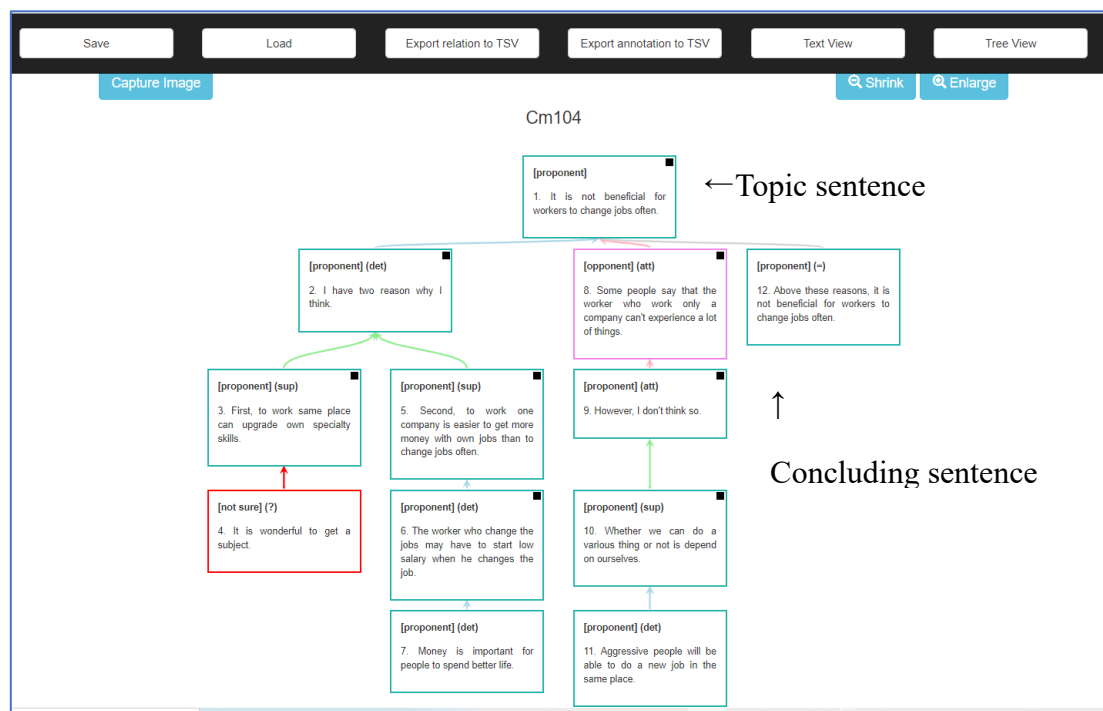 Save Load Export relation to TSV Export annotation to TSV Text View Tree View
Capture Image Shrink Enlarge
Cm104
[proponent]
1. It is not beneficial for
workers to change jobs often.
←Topic sentence
[proponent] (det)
2. I have two reason why I
think.
[opponent] (att)
8. Some people say that the
worker who work only a
company can't experience a lot
of things.
[proponent] (=)
12. Above these reasons, it is
not beneficial for workers to
change jobs often.
[proponent] (sup)
3. First, to work same place
can upgrade own specialty
skills.
[proponent] (sup)
5. Second, to work one
company is easier to get more
money with own jobs than to
change jobs often.
[proponent] (att)
9. However, I don't think so.
↑
Concluding sentence
[not sure] (?)
4. It is wonderful to get a
subject.
[proponent] (det)
6. The worker who change the
jobs may have to start low
salary when he changes the
job.
[proponent] (sup)
10. Whether we can do a
various thing or not is depend
on ourselves.
[proponent] (det)
7. Money is important for
people to spend better life.
[proponent] (det)
11. Aggressive people will be
able to do a new job in the
same place.